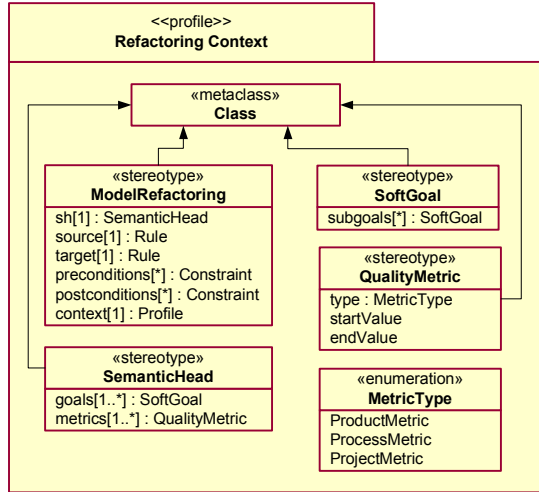 <<profile>>
Refactoring Context
«metaclass»
Class
«stereotype»
ModelRefactoring
sh[1] : SemanticHead
source[1] : Rule
target[1] : Rule
preconditions[*] : Constraint
postconditions[*] : Constraint
context[1] : Profile
«stereotype»
SoftGoal
subgoals[*] : SoftGoal
«stereotype»
QualityMetric
type : MetricType
startValue
endValue
«stereotype»
SemanticHead
goals[1..*] : SoftGoal
metrics[1..*] : QualityMetric
«enumeration»
MetricType
ProductMetric
ProcessMetric
ProjectMetric